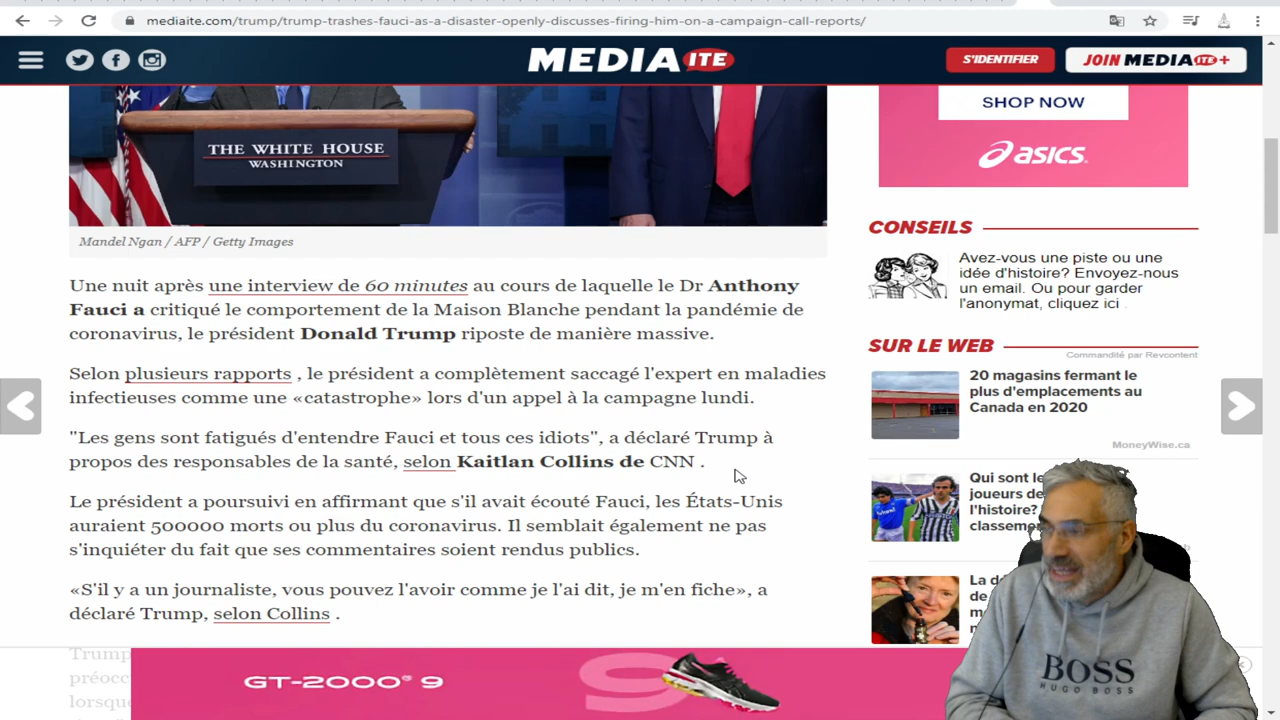 mediaite.com/trump/trump-trashes-fauci-as-a-disaster-openly-discusses-firing-him-on-a-campaign-call-reports/
MEDIAITE
S'IDENTIFIER
JOIN MEDIAITE+
THE WHITE HOUSE
WASHINGTON
Mandel Ngan / AFP / Getty Images
Une nuit après une interview de 60 minutes au cours de laquelle le Dr Anthony
Fauci a critiqué le comportement de la Maison Blanche pendant la pandémie de
coronavirus, le président Donald Trump riposte de manière massive.
Selon plusieurs rapports , le président a complètement saccagé l'expert en maladies
infectieuses comme une «catastrophe» lors d'un appel à la campagne lundi.
"Les gens sont fatigués d'entendre Fauci et tous ces idiots", a déclaré Trump à
propos des responsables de la santé, selon Kaitlan Collins de CNN .
Le président a poursuivi en affirmant que s'il avait écouté Fauci, les États-Unis
auraient 500000 morts ou plus du coronavirus. Il semblait également ne pas
s'inquiéter du fait que ses commentaires soient rendus publics.
«S'il y a un journaliste, vous pouvez l'avoir comme je l'ai dit, je m'en fiche», a
déclaré Trump, selon Collins .
Trump
préocc
lorsque
GT-2000 9
SHOP NOW
asics
CONSEILS
Avez-vous une piste ou une
idée d'histoire? Envoyez-nous
un email. Ou pour garder
l'anonymat, cliquez ici .
SUR LE WEB
Commandité par Revcontent
20 magasins fermant le
plus d'emplacements au
Canada en 2020
MoneyWise.ca
Qui sont le
joueurs de
l'histoire?
classeme
La d
de
m
BOSS
HUGO BOSS